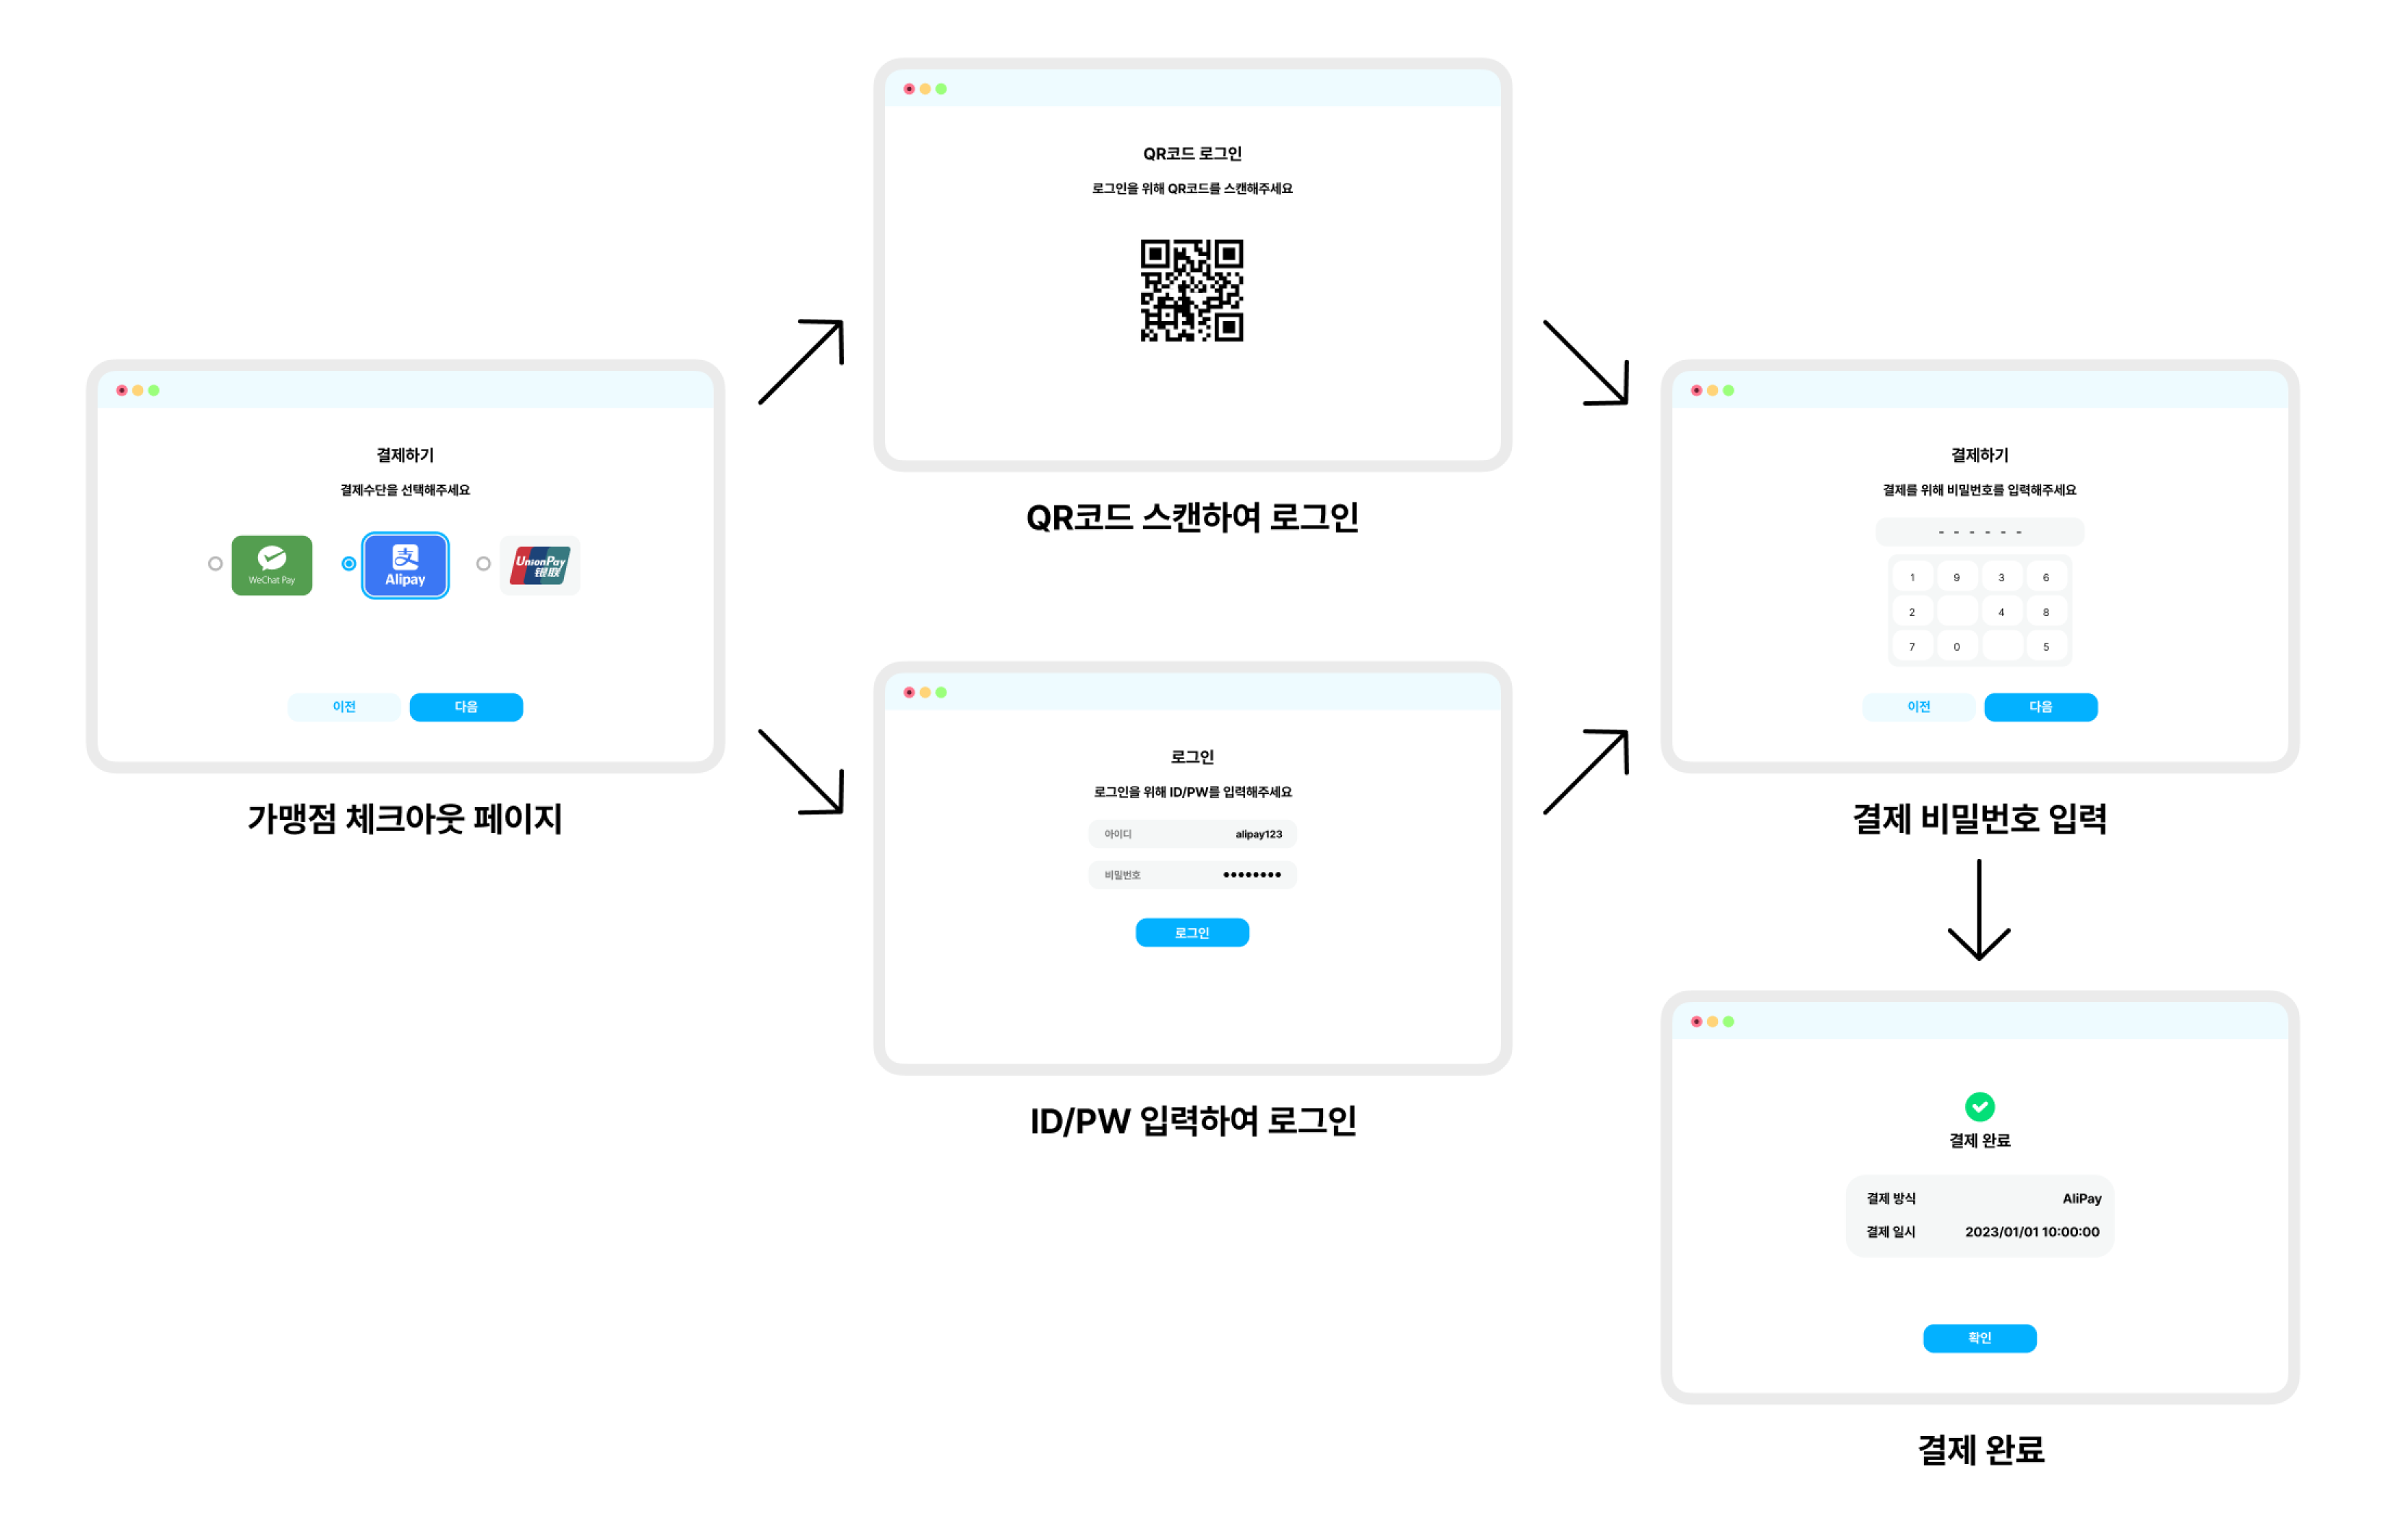 결제하기
결제수단을 선택해주세요
WeChat Pay
支
Alipay
UnionPay
银联
이전
다음
가맹점 체크아웃 페이지
QR코드 로그인
로그인을 위해 QR코드를 스캔해주세요
QR코드 스캔하여 로그인
로그인
로그인을 위해 ID/PW를 입력해주세요
아이디 alipay123
비밀번호 ●●●●●●●●
로그인
ID/PW 입력하여 로그인
결제하기
결제를 위해 비밀번호를 입력해주세요
- - - - - -
1 9 3 6
2 4 8
7 0 5
이전
다음
결제 비밀번호 입력
결제 완료
결제 방식 AliPay
결제 일시 2023/01/01 10:00:00
확인
결제 완료